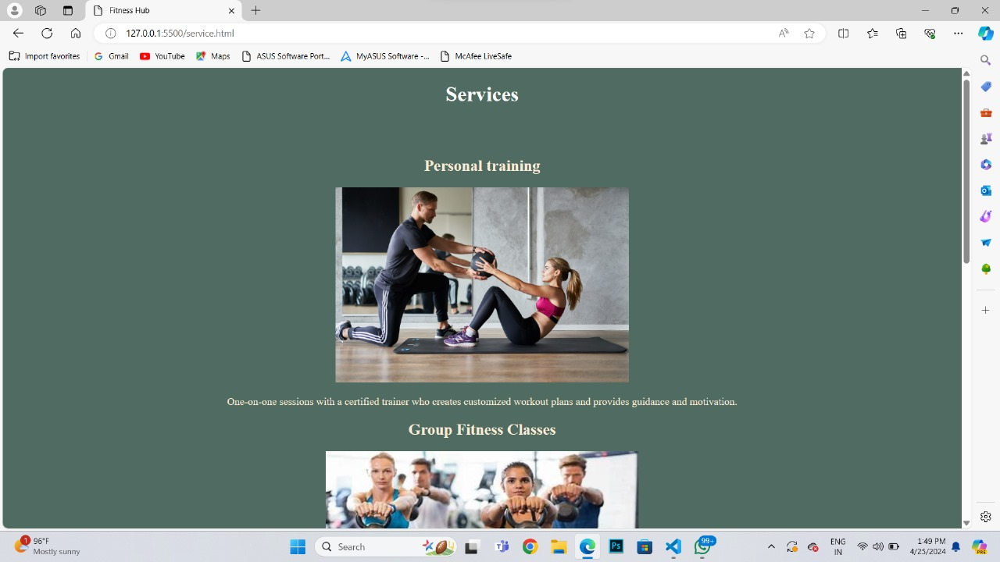 Fitness Hub
127.0.0.1:5500/service.html
Import favorites
Gmail
YouTube
Maps
ASUS Software Port...
MyASUS Software -...
McAfee LiveSafe
Services
Personal training
One-on-one sessions with a certified trainer who creates customized workout plans and provides guidance and motivation.
Group Fitness Classes
1
96°F
Mostly sunny
Search
Ps
99+
ENG
IN
1:49 PM
4/25/2024
PRE